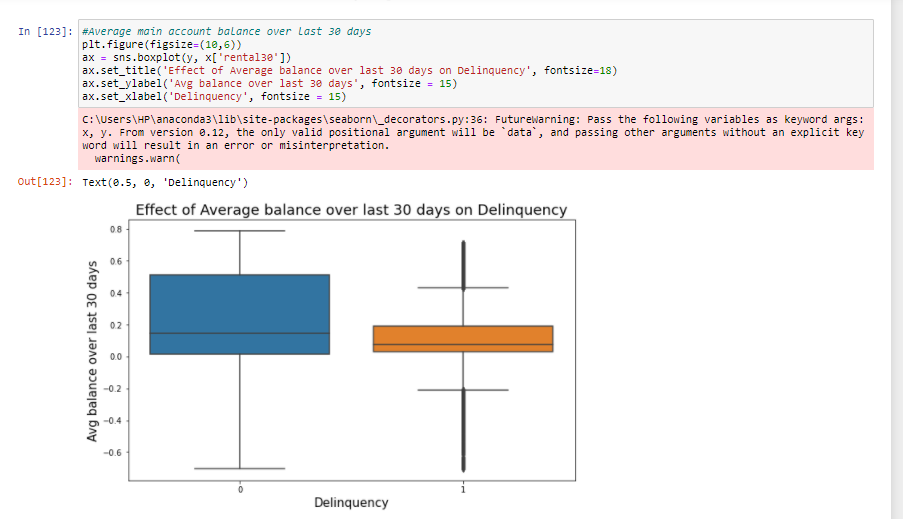 In [123]: #Average main account balance over last 30 days
plt.figure(figsize=(10,6))
ax = sns.boxplot(y, x['rental30'])
ax.set_title('Effect of Average balance over last 30 days on Delinquency', fontsize=18)
ax.set_ylabel('Avg balance over last 30 days', fontsize = 15)
ax.set_xlabel('Delinquency', fontsize = 15)
C:\Users\HP\anaconda3\lib\site-packages\seaborn\_decorators.py:36: FutureWarning: Pass the following variables as keyword args:
x, y. From version 0.12, the only valid positional argument will be `data`, and passing other arguments without an explicit key
word will result in an error or misinterpretation.
warnings.warn(
Out[123]: Text(0.5, 0, 'Delinquency')
Effect of Average balance over last 30 days on Delinquency
Avg balance over last 30 days
0.8
0.6
0.4
0.2
0.0
−0.2
−0.4
−0.6
0 1
Delinquency